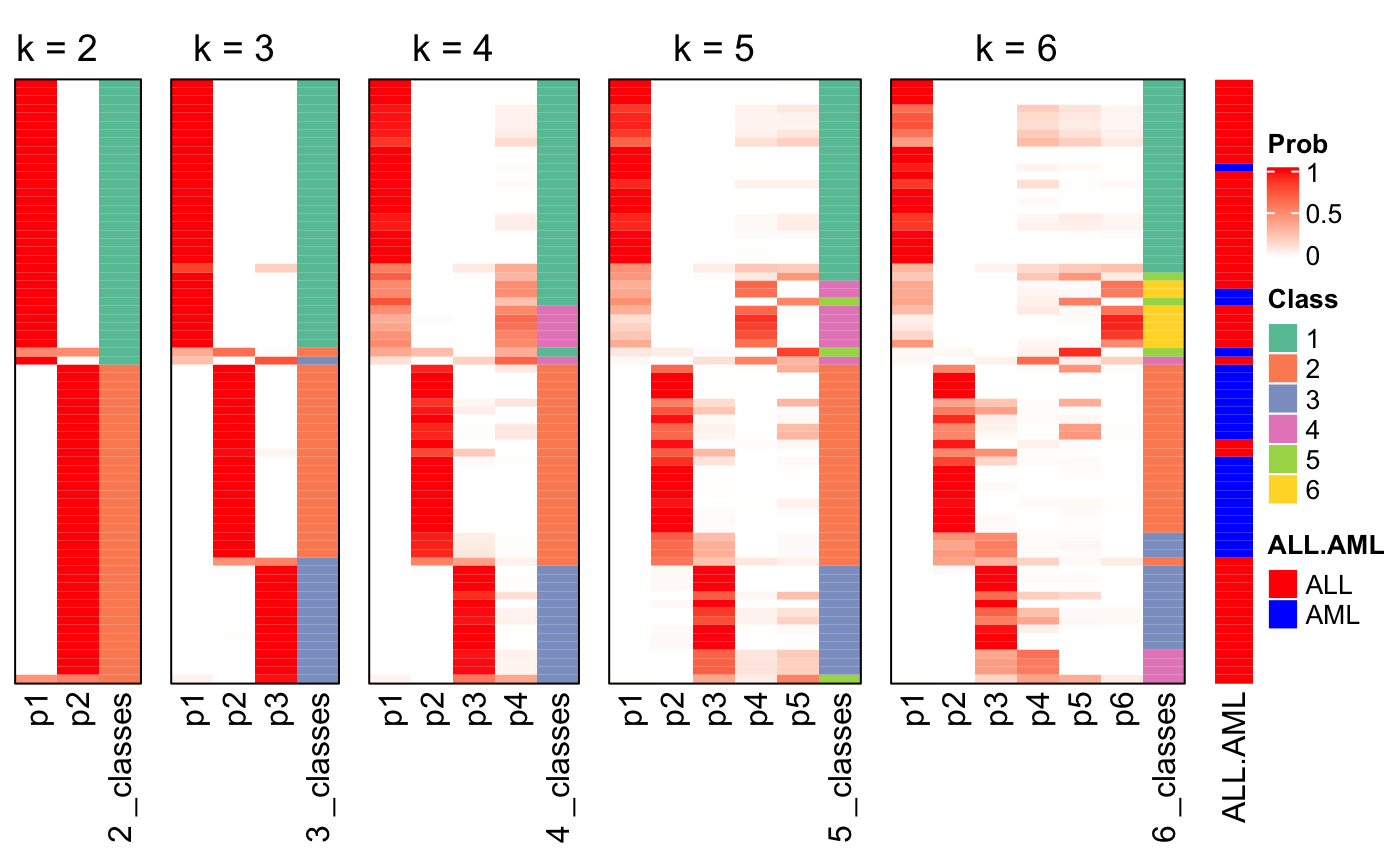 k = 2
k = 3
k = 4
k = 5
k = 6
p1
p2
2_classes
p1
p2
p3
3_classes
p1
p2
p3
p4
4_classes
p1
p2
p3
p4
p5
5_classes
p1
p2
p3
p4
p5
p6
6_classes
ALL.AML
Prob
1
0.5
0
Class
1
2
3
4
5
6
ALL.AML
ALL
AML